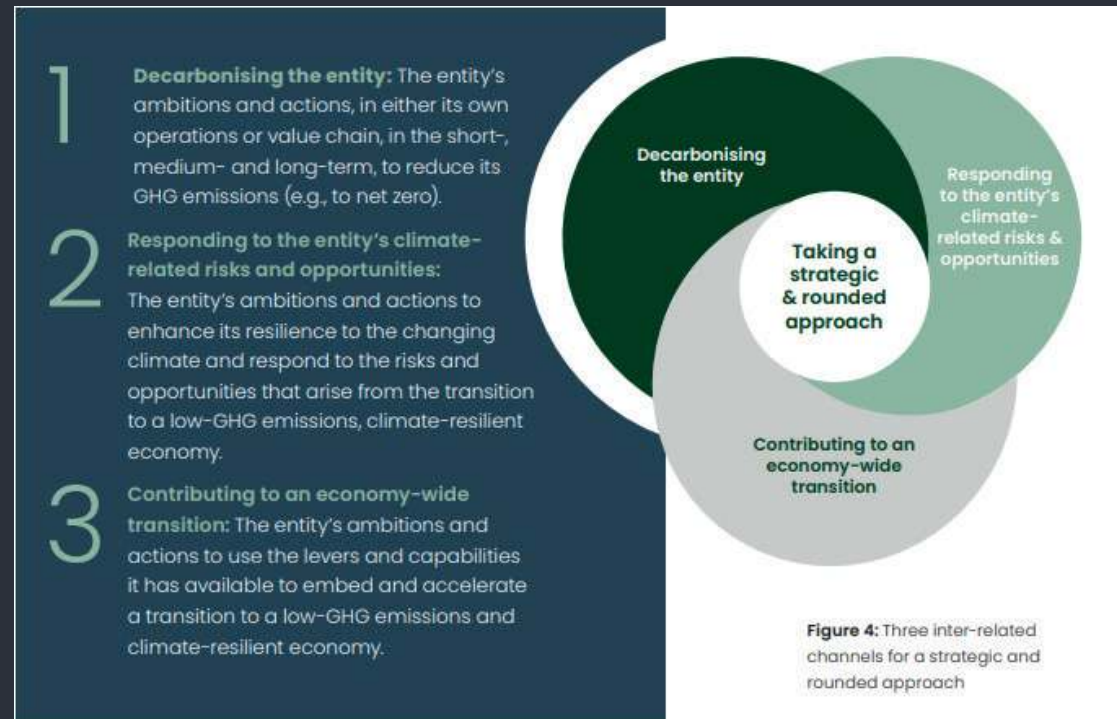 1
Decarbonising the entity: The entity's
ambitions and actions, in either its own
operations or value chain, in the short-,
medium- and long-term, to reduce its
GHG emissions (e.g., to net zero).
2
Responding to the entity's climate-
related risks and opportunities:
The entity's ambitions and actions to
enhance its resilience to the changing
climate and respond to the risks and
opportunities that arise from the transition
to a low-GHG emissions, climate-resilient
economy.
3
Contributing to an economy-wide
transition: The entity's ambitions and
actions to use the levers and capabilities
it has available to embed and accelerate
a transition to a low-GHG emissions and
climate-resilient economy.
Decarbonising
the entity
Responding
to the entity's
climate-
related risks &
opportunities
Taking a
strategic
& rounded
approach
Contributing to an
economy-wide
transition
Figure 4: Three inter-related
channels for a strategic and
rounded approach